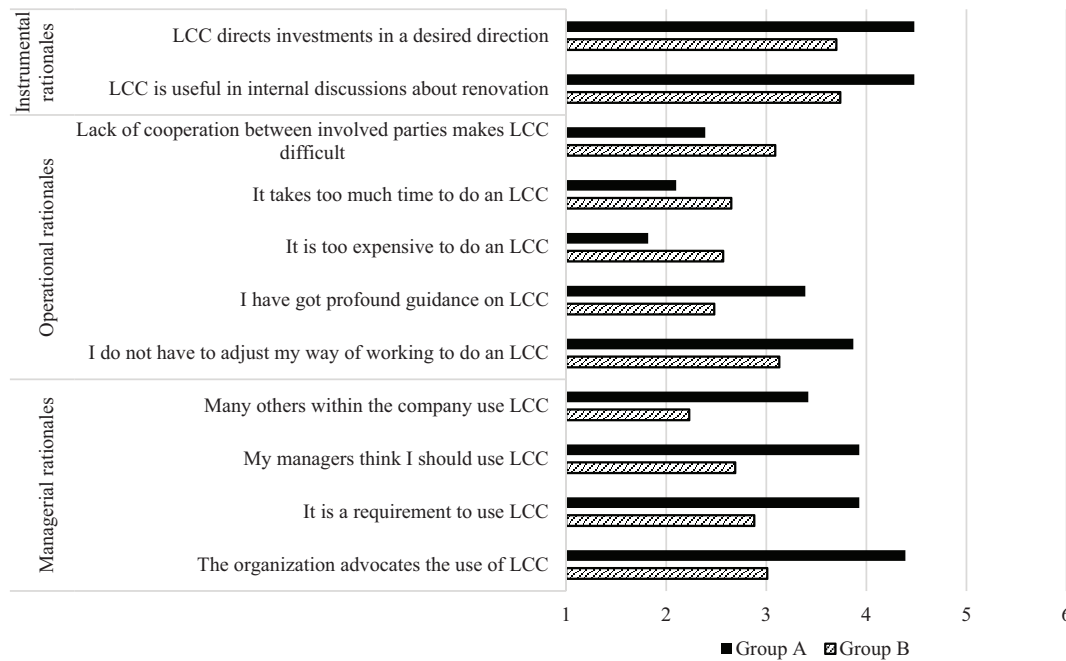 Instrumental
rationales
LCC directs investments in a desired direction
LCC is useful in internal discussions about renovation
Operational rationales
Lack of cooperation between involved parties makes LCC
difficult
It takes too much time to do an LCC
It is too expensive to do an LCC
I have got profound guidance on LCC
I do not have to adjust my way of working to do an LCC
Managerial rationales
Many others within the company use LCC
My managers think I should use LCC
It is a requirement to use LCC
The organization advocates the use of LCC
1 2 3 4 5 6
Group A Group B